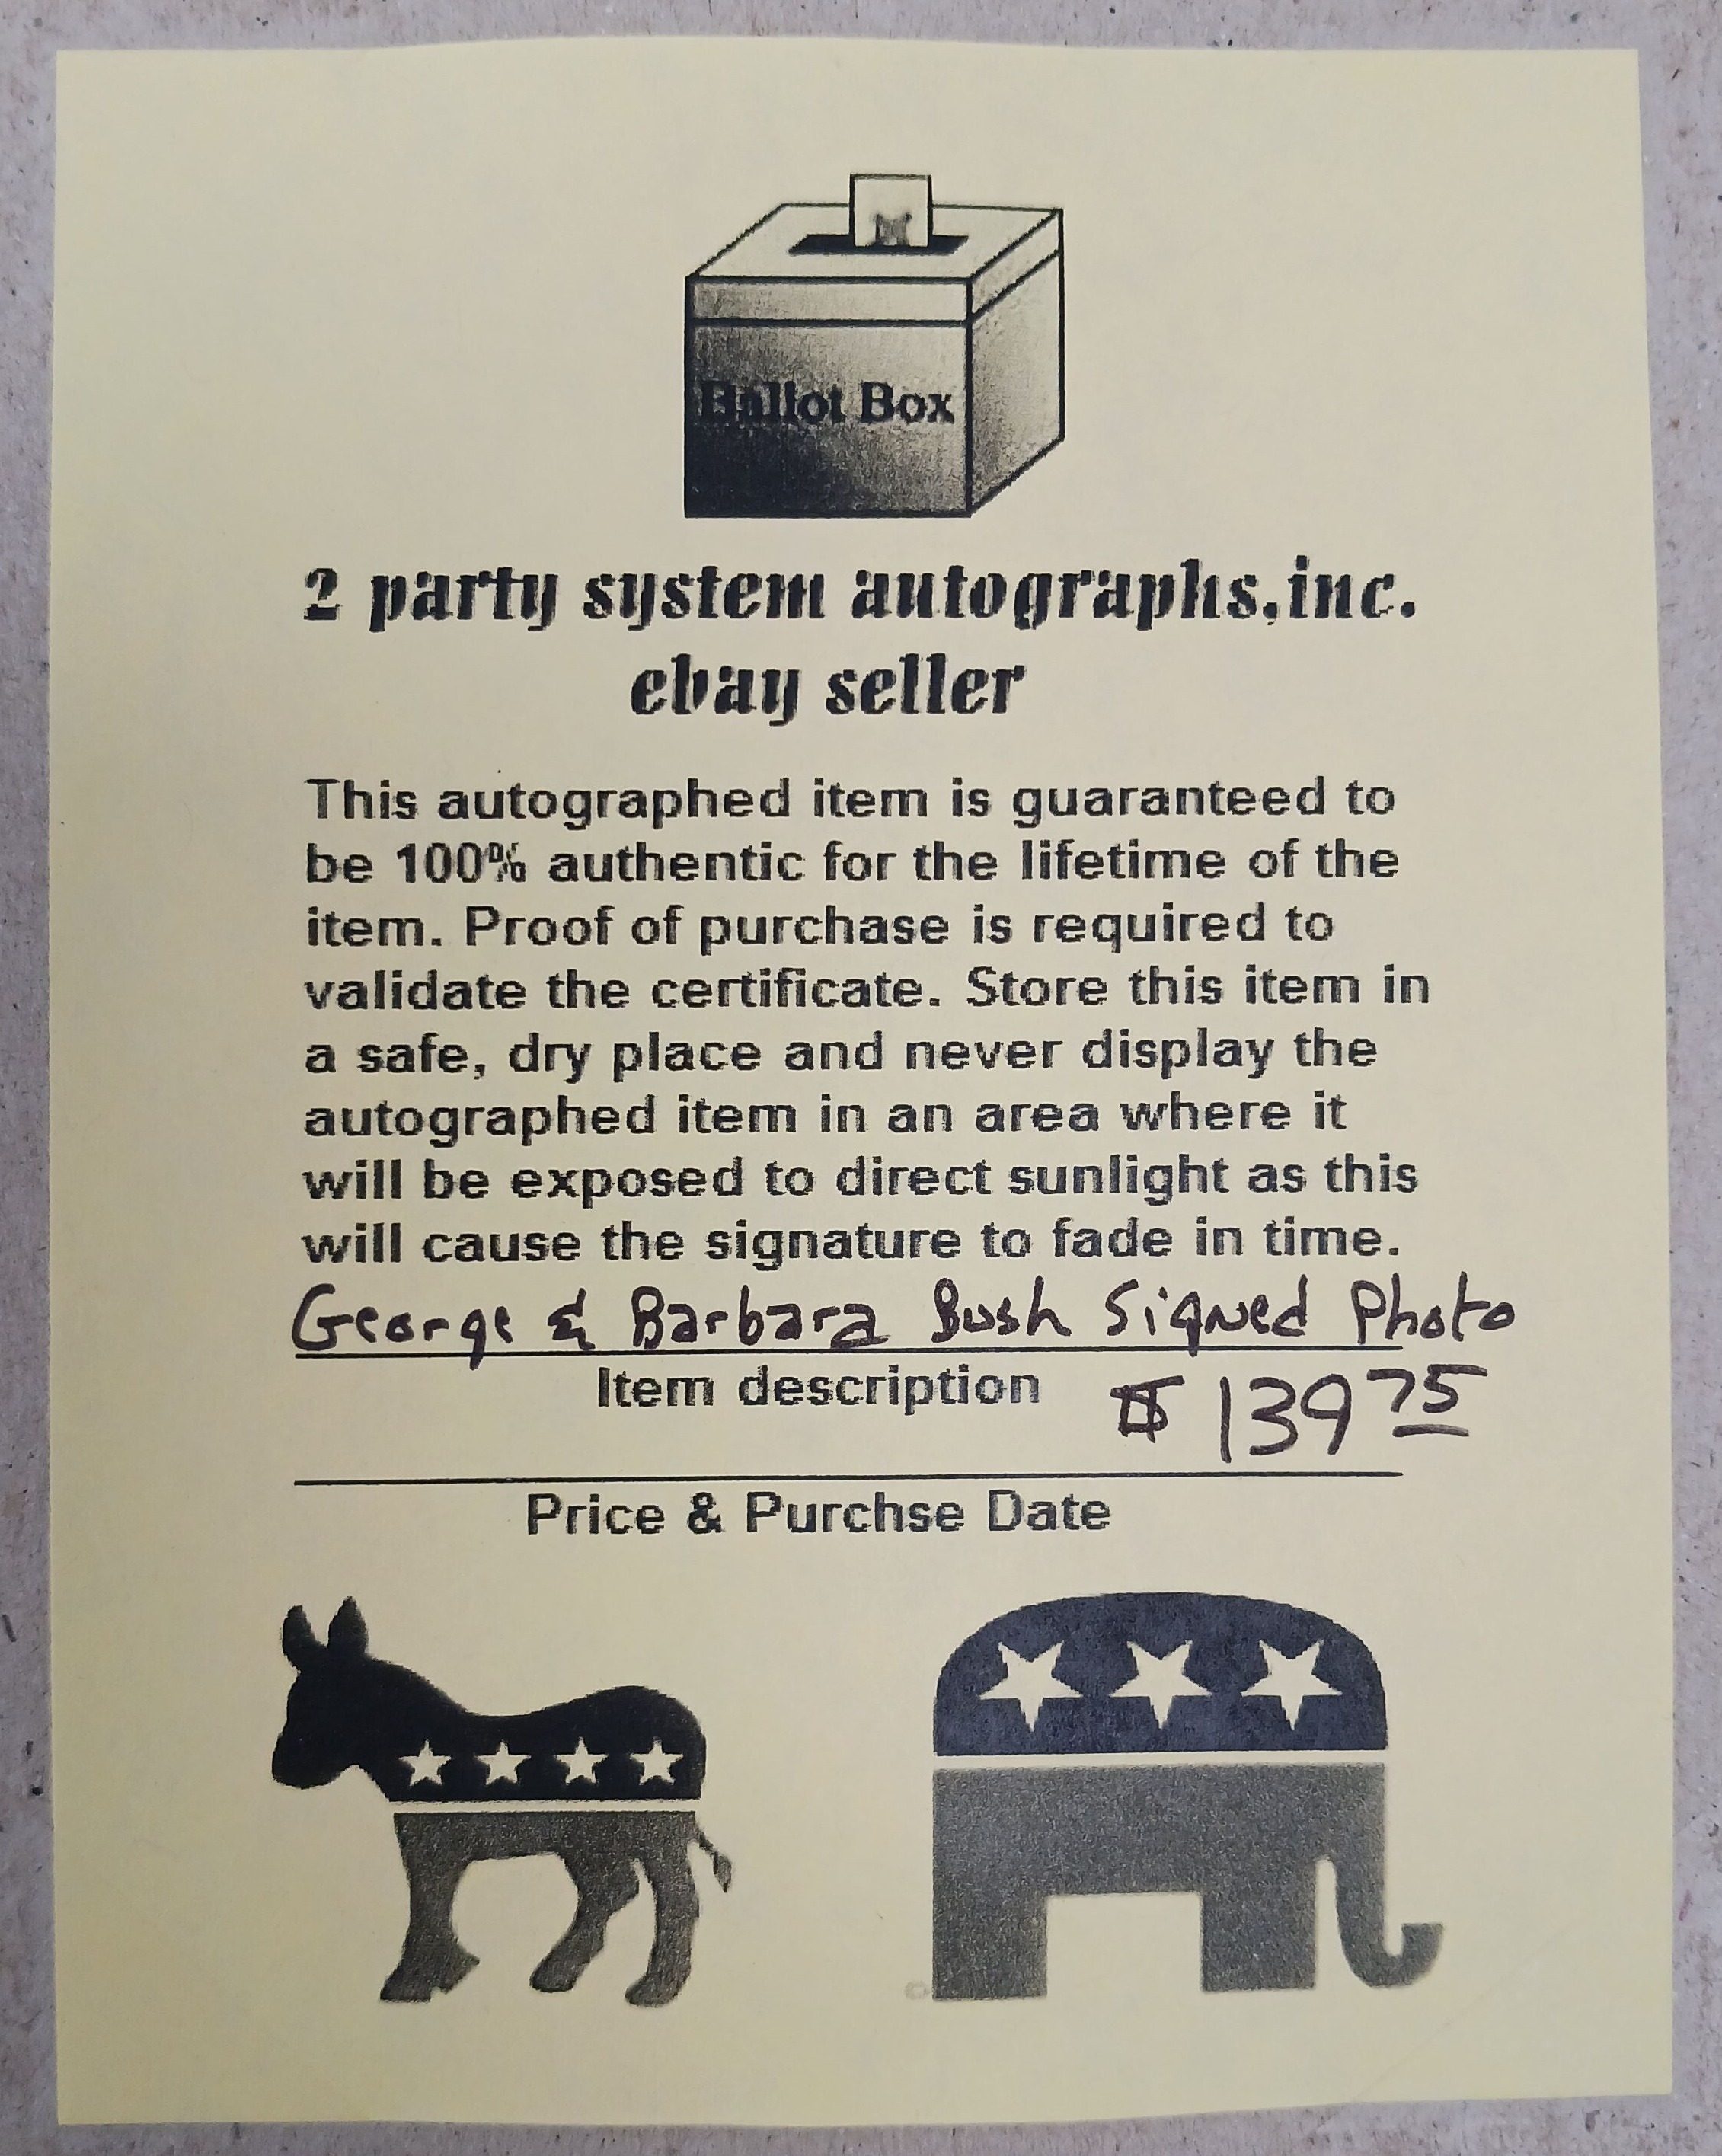 Ballot Box
2 party system autographs,inc.
ebay seller
This autographed item is guaranteed to
be 100% authentic for the lifetime of the
item. Proof of purchase is required to
validate the certificate. Store this item in
a safe, dry place and never display the
autographed item in an area where it
will be exposed to direct sunlight as this
will cause the signature to fade in time.
George & Barbara Bush Signed Photo
Item description
$ 139 75
Price & Purchse Date